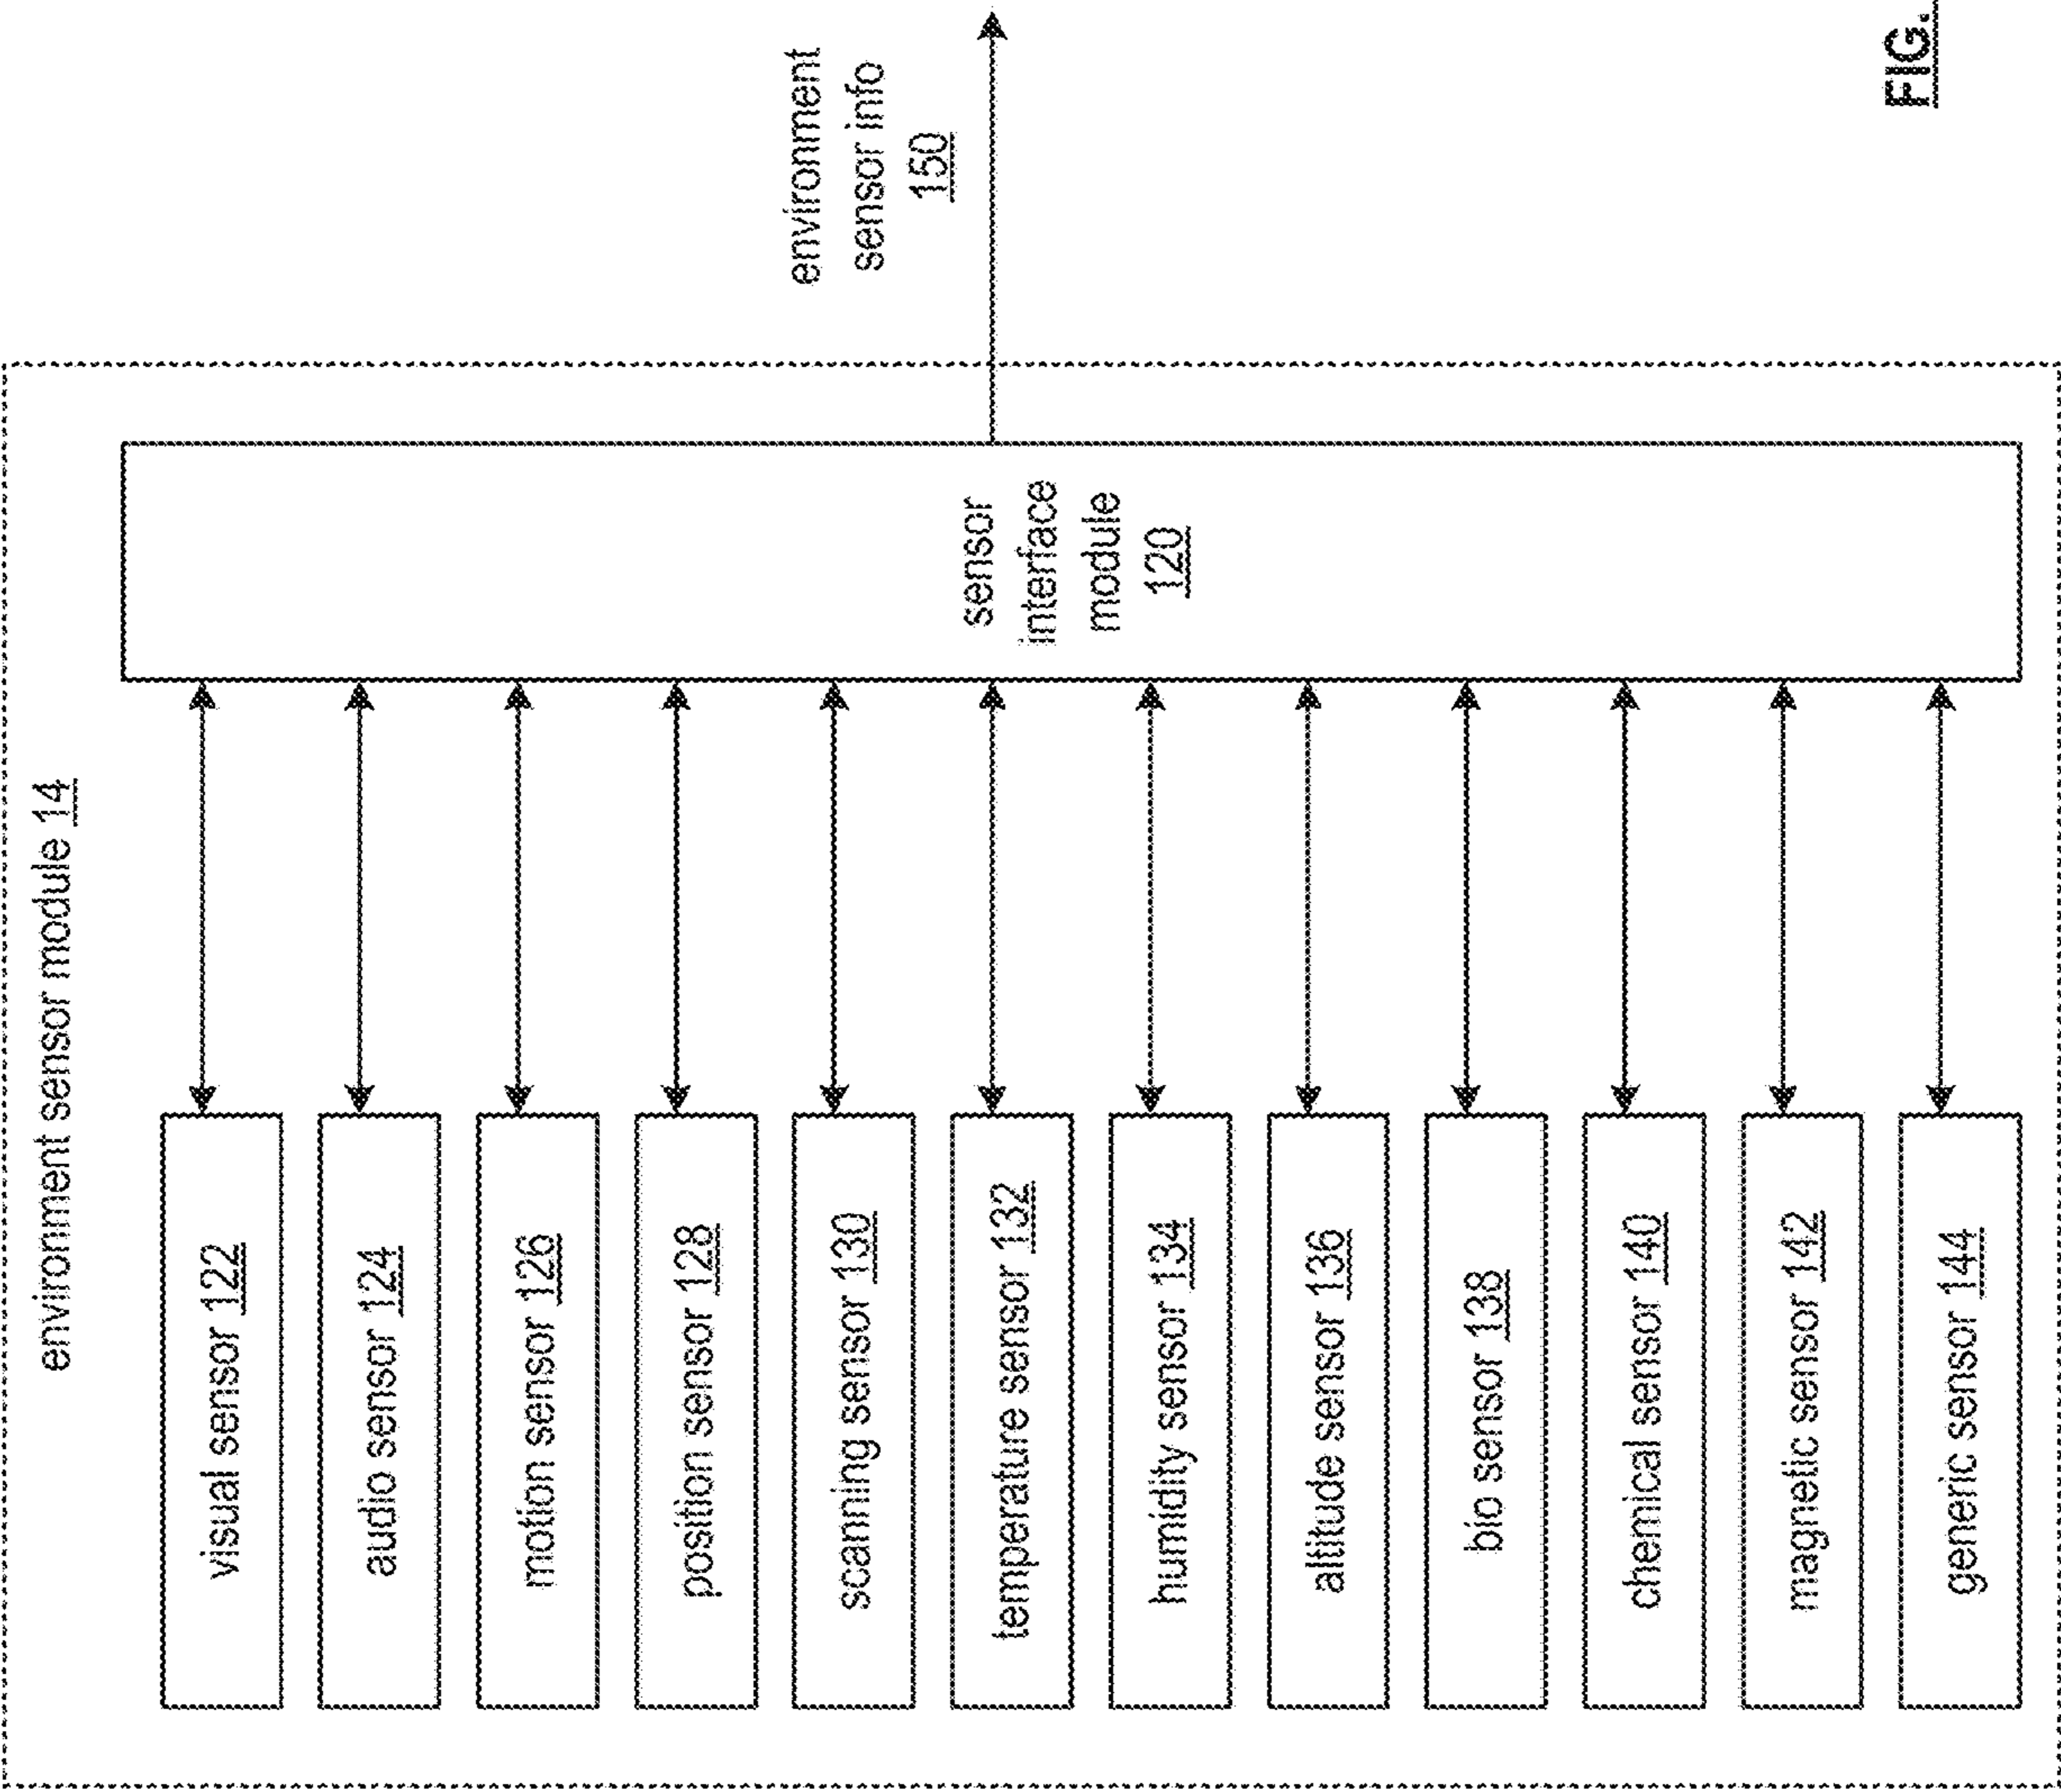 environment sensor module 14
visual sensor 122
audio sensor 124
motion sensor 126
position sensor 128
scanning sensor 130
temperature sensor 132
humidity sensor 134
altitude sensor 136
bio sensor 138
chemical sensor 140
magnetic sensor 142
generic sensor 144
sensor
interface
module
120
environment
sensor info
150
FIG.